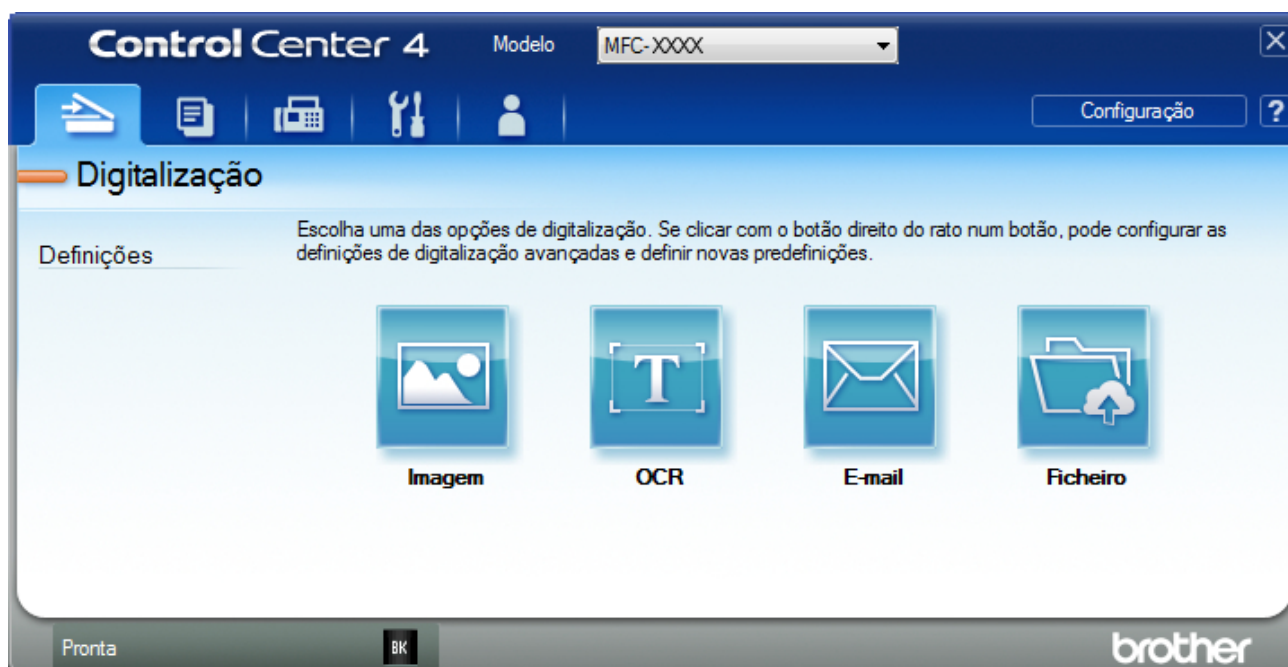 Control Center 4 Modelo MFC-XXXX X
Configuração ?
Digitalização
Definições
Escolha uma das opções de digitalização. Se clicar com o botão direito do rato num botão, pode configurar as
definições de digitalização avançadas e definir novas predefinições.
T
Imagem OCR E-mail Ficheiro
Pronta BK brother